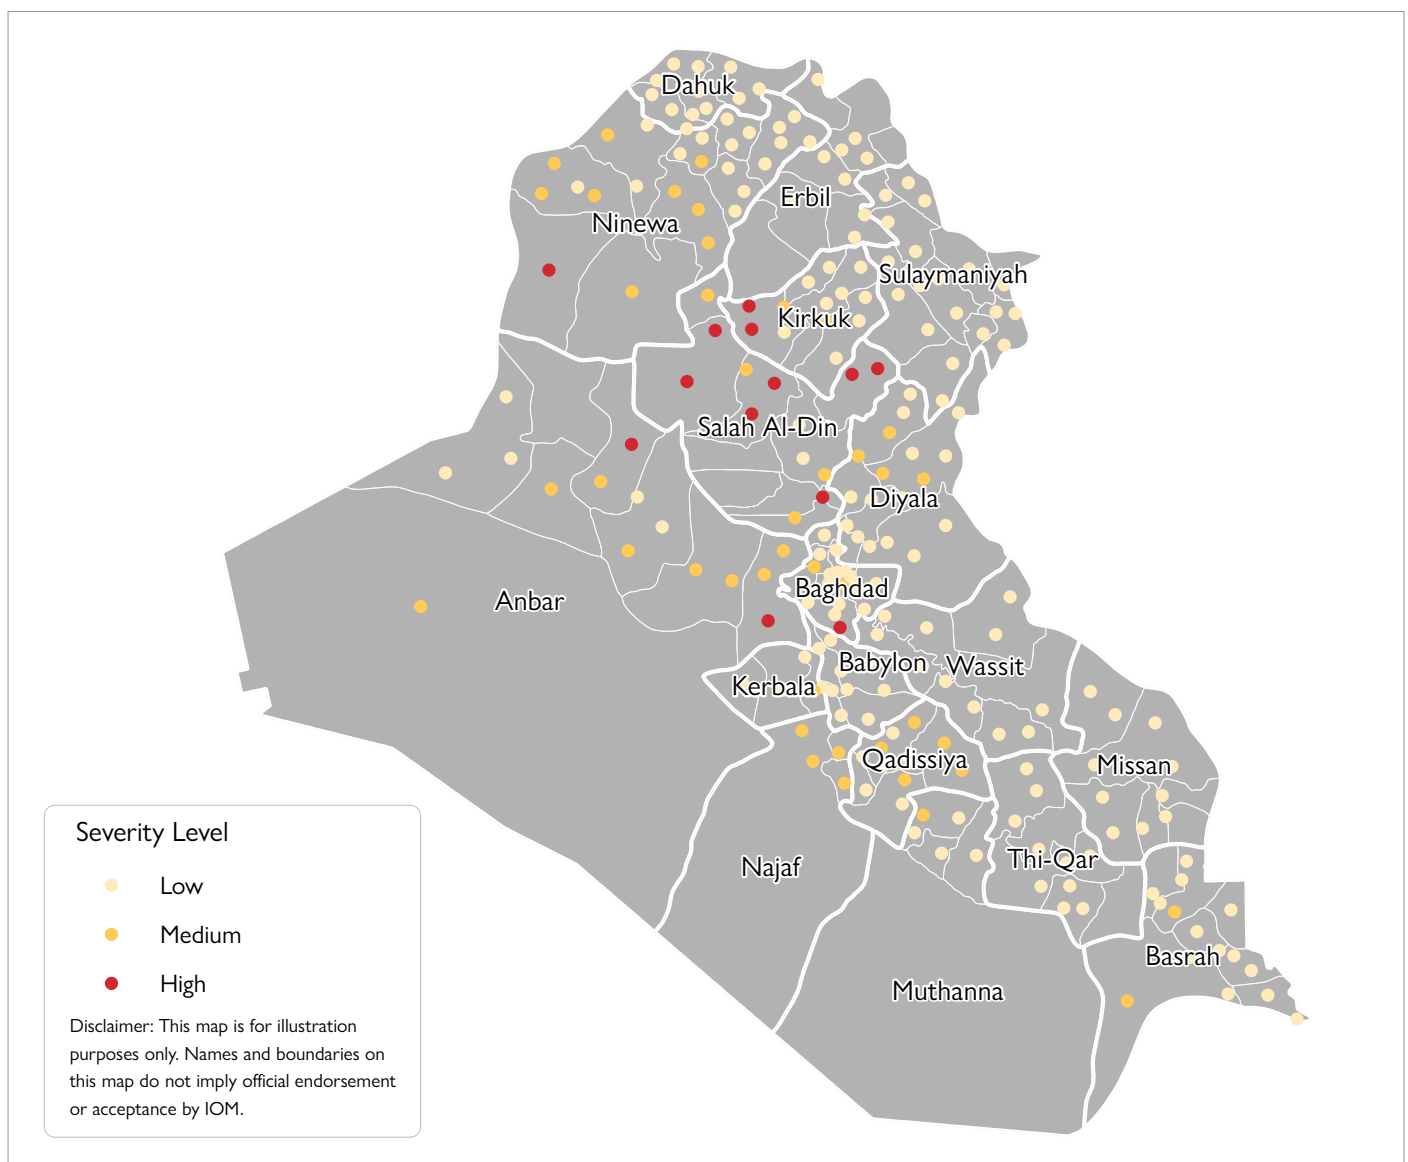 Dahuk
Erbil
Ninewa
Sulaymaniyah
Kirkuk
Salah Al-Din
Diyala
Anbar
Baghdad
Babylon
Wassit
Kerbala
Qadissiya
Missan
Najaf
Thi-Qar
Basrah
Muthanna
Severity Level
Low
Medium
High
Disclaimer: This map is for illustration
purposes only. Names and boundaries on
this map do not imply official endorsement
or acceptance by IOM.